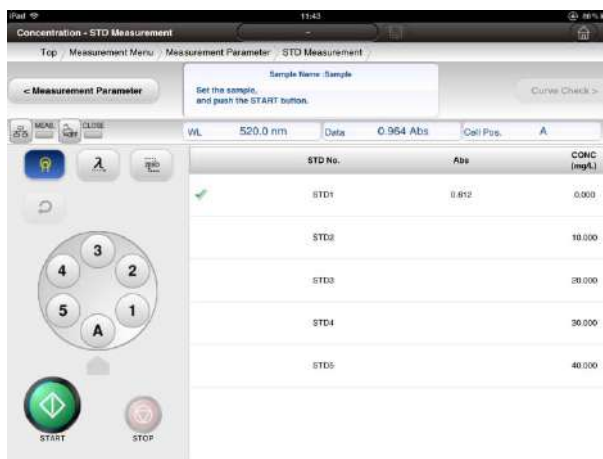 iPad 11:43 86%
Concentration - STD Measurement -
Top Measurement Menu Measurement Parameter STD Measurement
Sample Name :Sample
< Measurement Parameter Set the sample, Curve Check >
and push the START button.
MEAS. CLOSE
WL 520.0 nm Data 0.964 Abs Cell Pos. A
STD No. Abs CONC
(mg/L)
λ
STD1 0.612 0.000
STD2 10.000
3
4 2
STD3 20.000
5 1
STD4 30.000
A
STD5 40.000
START STOP